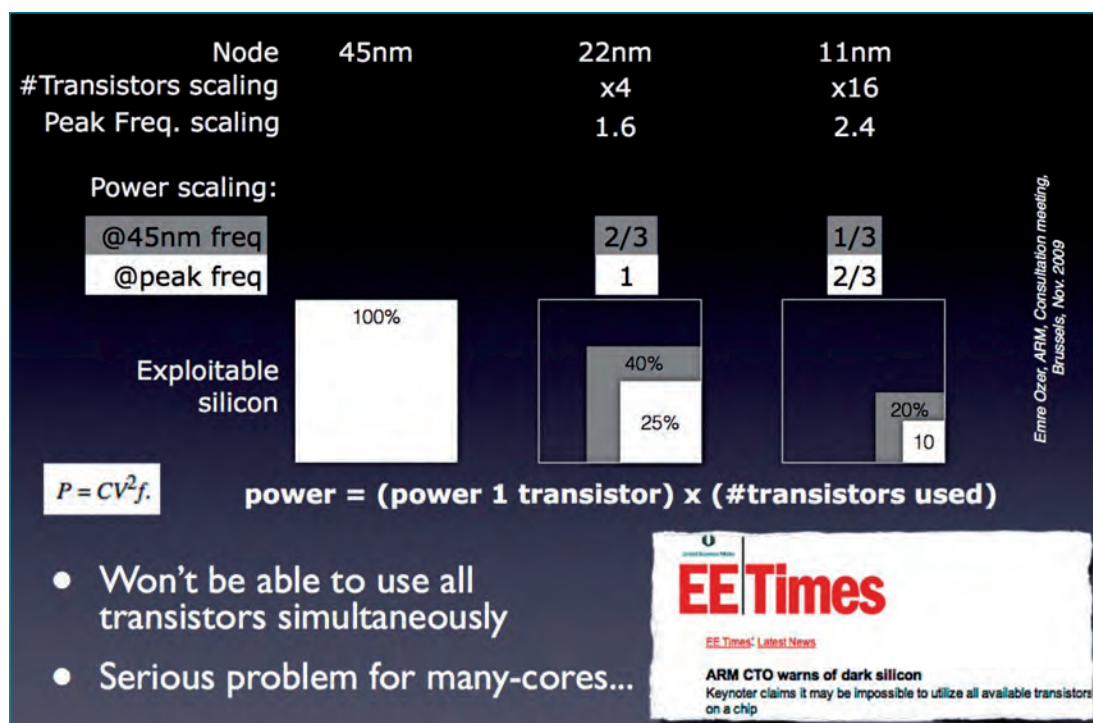 Node 45nm 22nm 11nm
#Transistors scaling x4 x16
Peak Freq. scaling 1.6 2.4
Power scaling:
@45nm freq 2/3 1/3
@peak freq 1 2/3
100%
40%
25%
20%
10
Exploitable
silicon
P = CV²f.
power = (power 1 transistor) x (#transistors used)
Emre Ozer, ARM, Consultation meeting,
Brussels, Nov. 2009
• Won't be able to use all
transistors simultaneously
• Serious problem for many-cores...
EE Times
EE Times: Latest News
ARM CTO warns of dark silicon
Keynoter claims it may be impossible to utilize all available transistors
on a chip